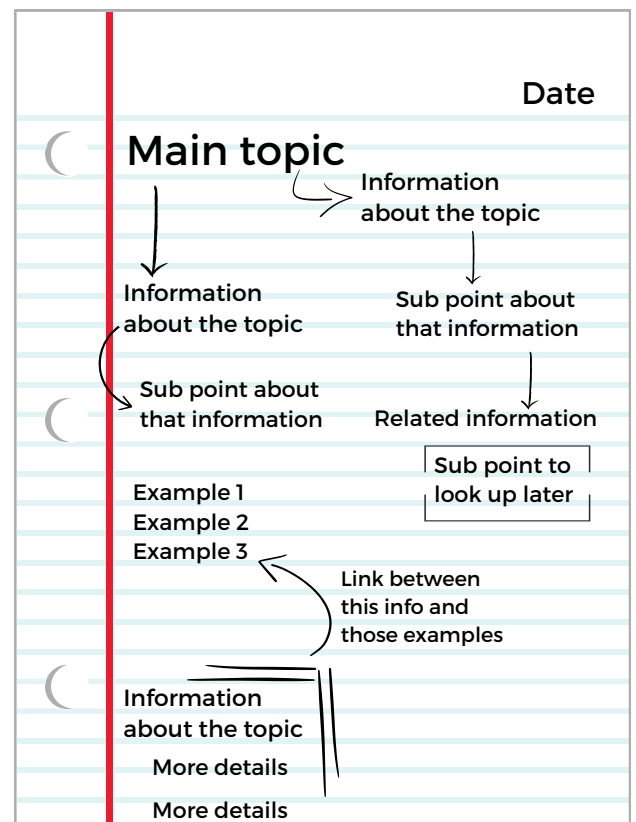 Date
Main topic
Information
about the topic
Information
about the topic
Sub point about
that information
Sub point about
that information
Related information
Sub point to
look up later
Example 1
Example 2
Example 3
Link between
this info and
those examples
Information
about the topic
More details
More details